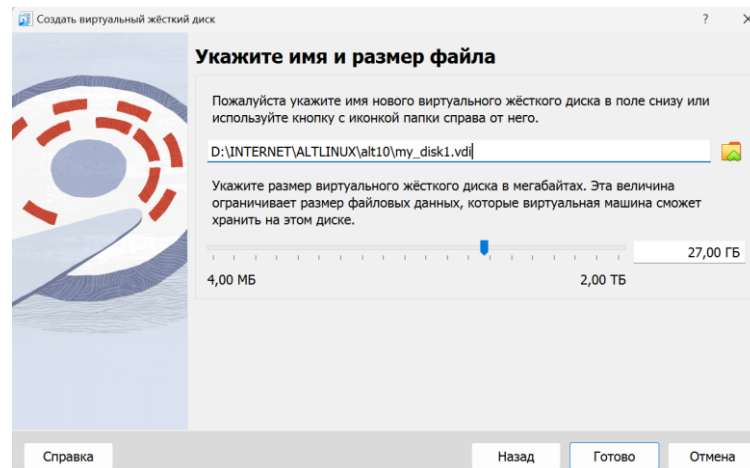 Создать виртуальный жёсткий диск
?
Укажите имя и размер файла
Пожалуйста укажите имя нового виртуального жёсткого диска в поле снизу или
используйте кнопку с иконкой папки справа от него.
D:\INTERNET\ALTLINUX\alt10\my_disk1.vdi
Укажите размер виртуального жёсткого диска в мегабайтах. Эта величина
ограничивает размер файловых данных, которые виртуальная машина сможет
хранить на этом диске.
27,00 ГБ
4,00 МБ 2,00 ТБ
Справка Назад Готово Отмена